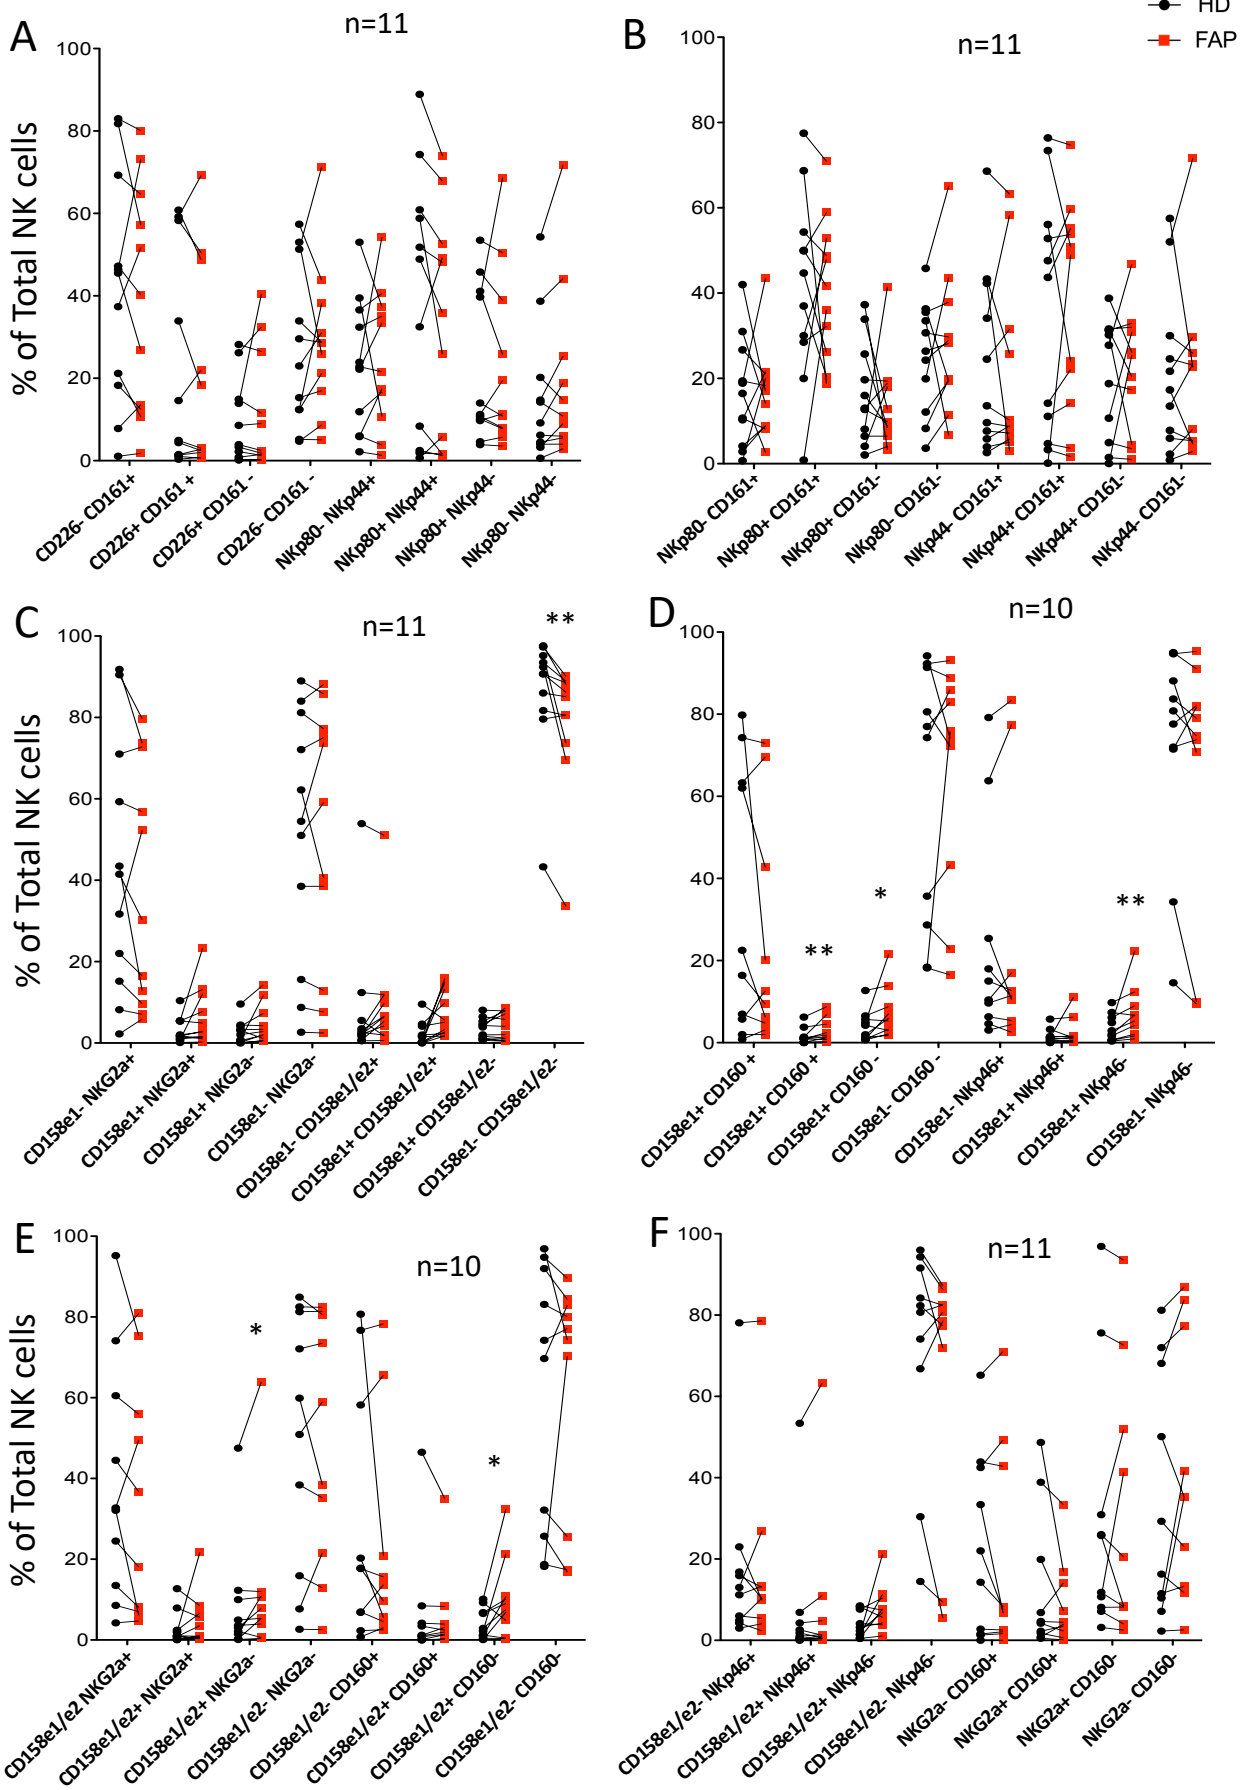 HD
FAP
A
n=11
% of Total NK cells
100
80
60
40
20
0
CD226- CD161+
CD226+ CD161+
CD226+ CD161-
CD226- CD161-
NKp80- NKp44+
NKp80+ NKp44+
NKp80+ NKp44-
NKp80- NKp44-
B
n=11
100
80
60
40
20
0
NKp80- CD161+
NKp80+ CD161+
NKp80+ CD161-
NKp80- CD161-
NKp44- CD161+
NKp44+ CD161+
NKp44+ CD161-
NKp44- CD161-
C
n=11
**
% of Total NK cells
100
80
60
40
20
0
CD158e1- NKG2a+
CD158e1+ NKG2a+
CD158e1+ NKG2a-
CD158e1- NKG2a-
CD158e1- CD158e1/e2+
CD158e1+ CD158e1/e2+
CD158e1+ CD158e1/e2-
CD158e1- CD158e1/e2-
D
n=10
**
*
**
100
80
60
40
20
0
CD158e1+ CD160 +
CD158e1+ CD160 +
CD158e1+ CD160 -
CD158e1- CD160 -
CD158e1- NKp46+
CD158e1+ NKp46+
CD158e1+ NKp46-
CD158e1- NKp46-
E
n=10
*
*
% of Total NK cells
100
80
60
40
20
0
CD158e1/e2 NKG2a+
CD158e1/e2+ NKG2a+
CD158e1/e2+ NKG2a-
CD158e1/e2- NKG2a-
CD158e1/e2- CD160+
CD158e1/e2+ CD160+
CD158e1/e2+ CD160-
CD158e1/e2- CD160-
F
n=11
100
80
60
40
20
0
CD158e1/e2- NKp46+
CD158e1/e2+ NKp46+
CD158e1/e2+ NKp46-
CD158e1/e2- NKp46-
NKG2a- CD160+
NKG2a+ CD160+
NKG2a+ CD160-
NKG2a- CD160-